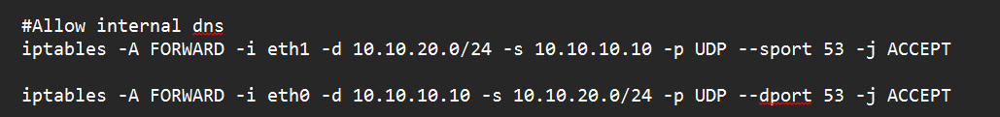 #Allow internal dns
iptables -A FORWARD -i eth1 -d 10.10.20.0/24 -s 10.10.10.10 -p UDP --sport 53 -j ACCEPT
iptables -A FORWARD -i eth0 -d 10.10.10.10 -s 10.10.20.0/24 -p UDP --dport 53 -j ACCEPT